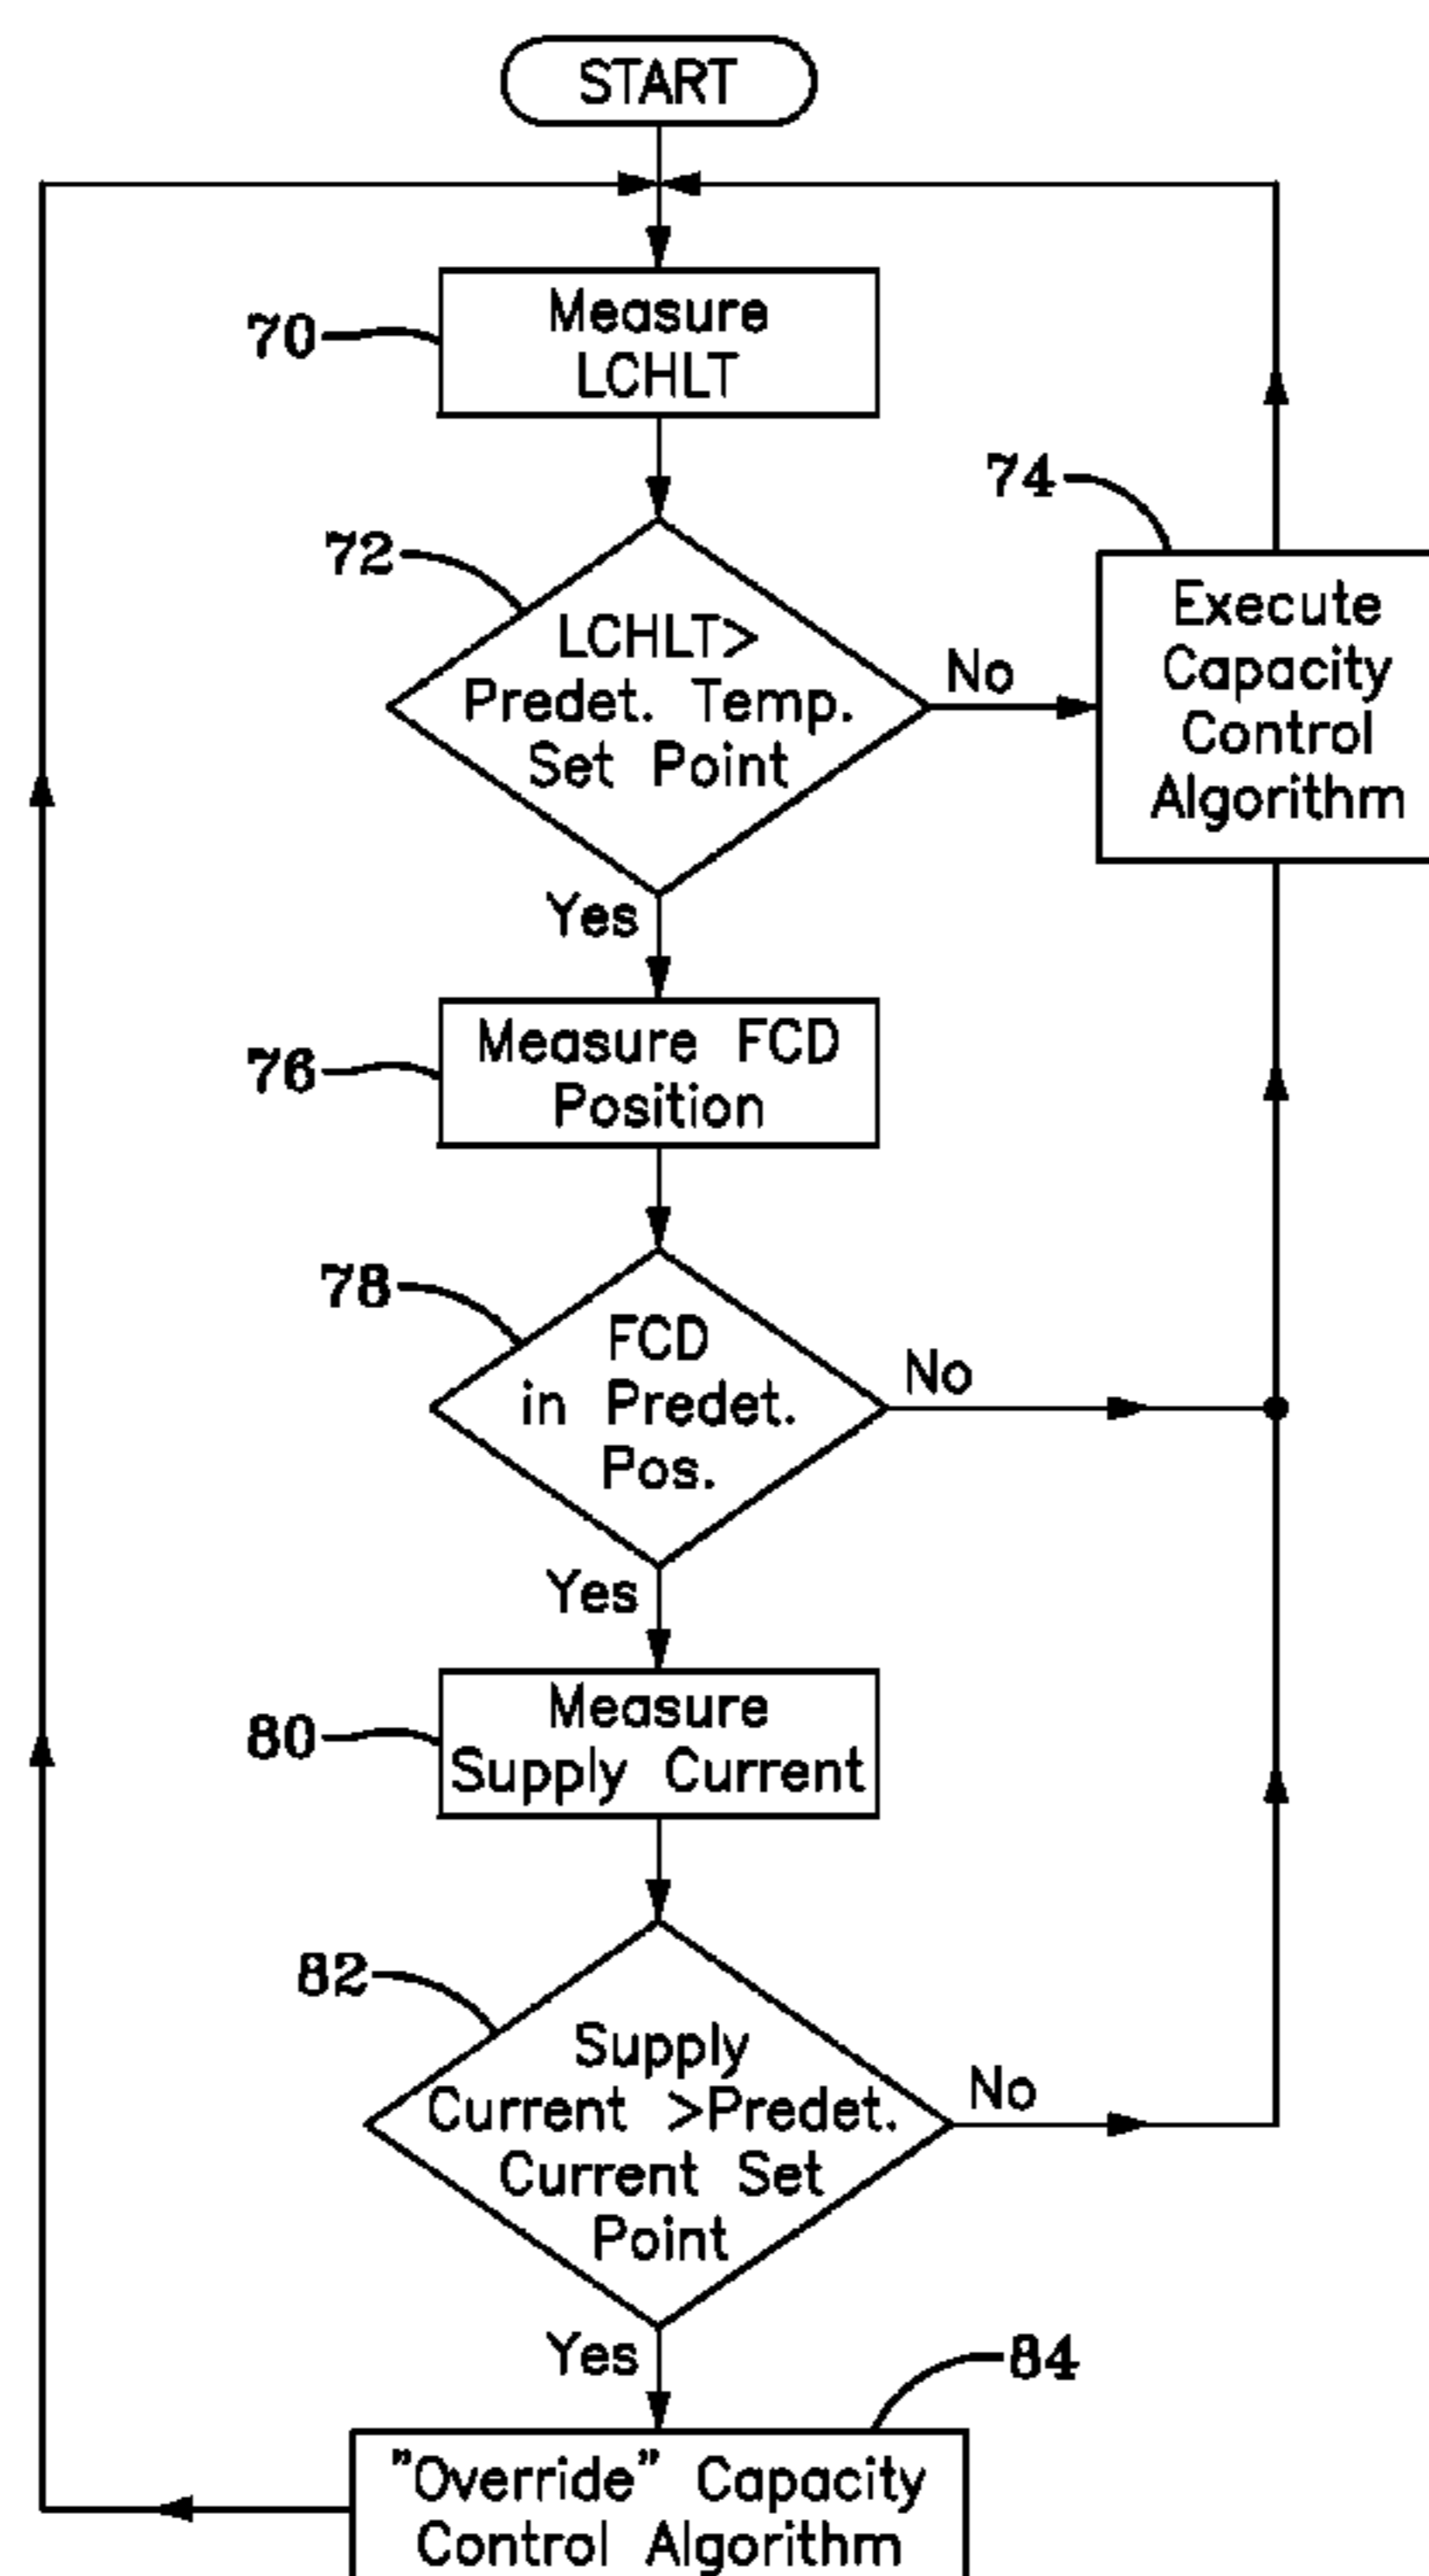 START
70
Measure
LCHLT
72
LCHLT>
Predet. Temp.
Set Point
No
74
Execute
Capacity
Control
Algorithm
Yes
76
Measure FCD
Position
78
FCD
in Predet.
Pos.
No
Yes
80
Measure
Supply Current
82
Supply
Current >Predet.
Current Set
Point
No
Yes
84
"Override" Capacity
Control Algorithm